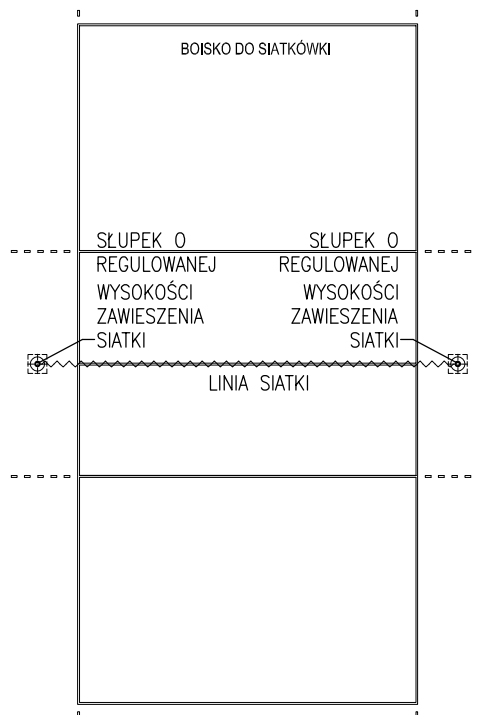 BOISKO DO SIATKÓWKI
SŁUPEK O
REGULOWANEJ
WYSOKOŚCI
ZAWIESZENIA
SIATKI
SŁUPEK O
REGULOWANEJ
WYSOKOŚCI
ZAWIESZENIA
SIATKI
LINIA SIATKI